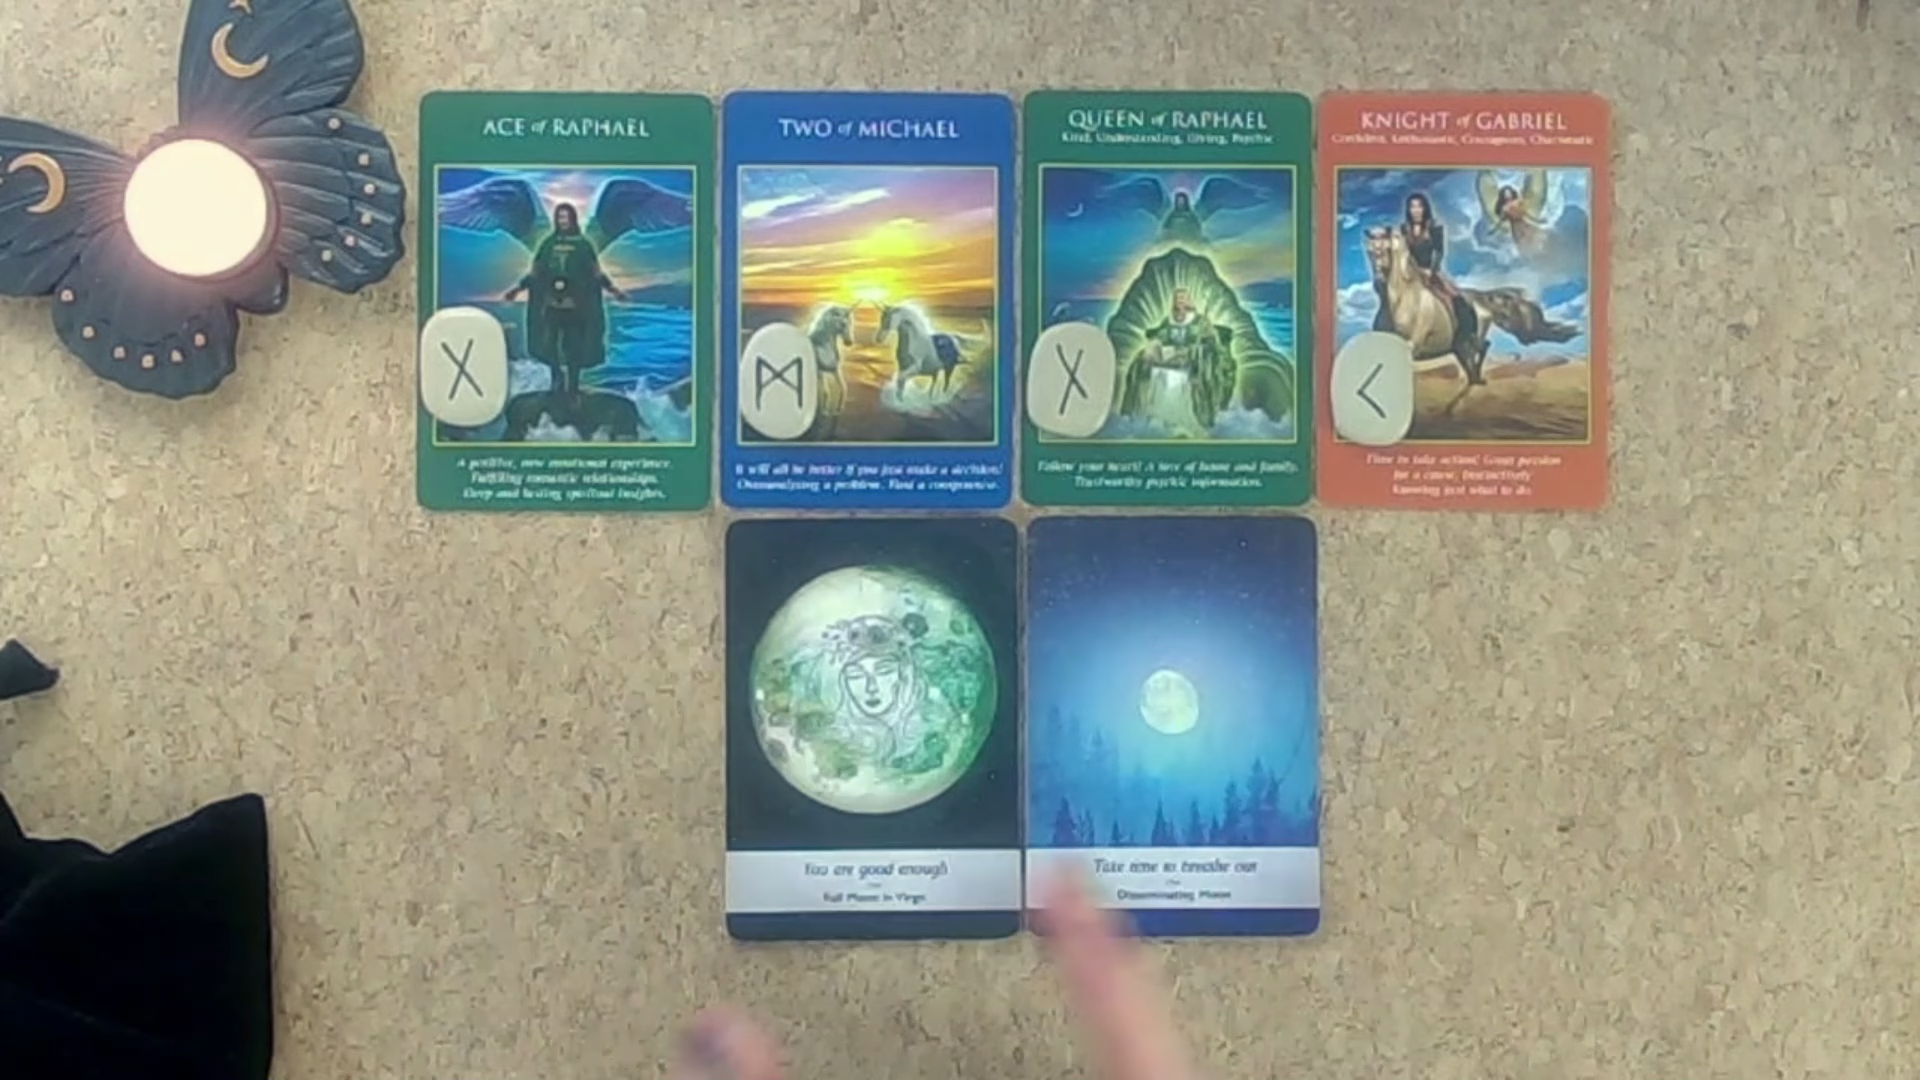 ACE of RAPHAEL
A positive, new emotional experience.
Fulfilling romantic relationships.
Deep and healing spiritual insights.
TWO of MICHAEL
It will all be better if you just make a decision!
Overanalyzing a problem. Find a compromise.
QUEEN of RAPHAEL
Kind, Understanding, Giving, Psychic
Follow your heart! A love of home and family.
Trustworthy psychic information.
KNIGHT of GABRIEL
Confident, Enthusiastic, Courageous, Charismatic
Time to take action! Great passion
for a cause. Instinctively
knowing just what to do.
You are good enough
Full Moon in Virgo
Take time to breathe out
Disseminating Moon